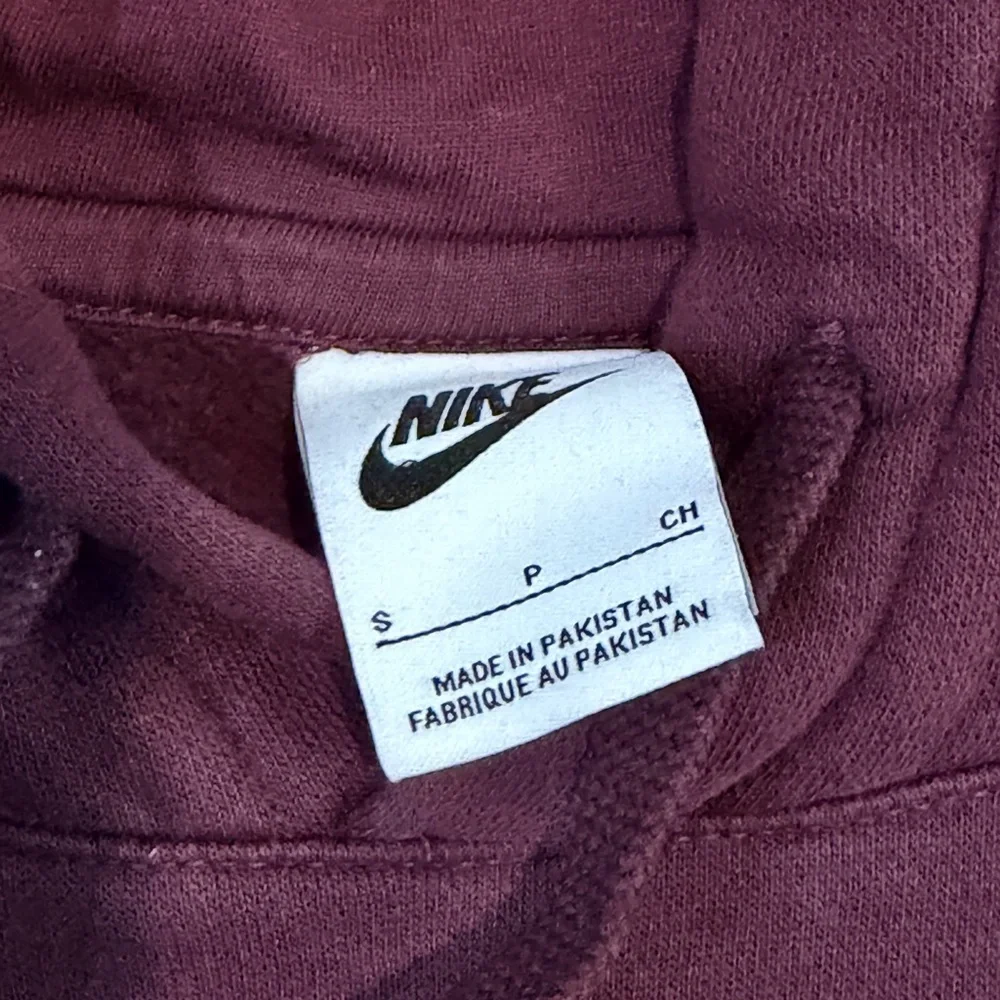 NIKE
S P CH
MADE IN PAKISTAN
FABRIQUE AU PAKISTAN